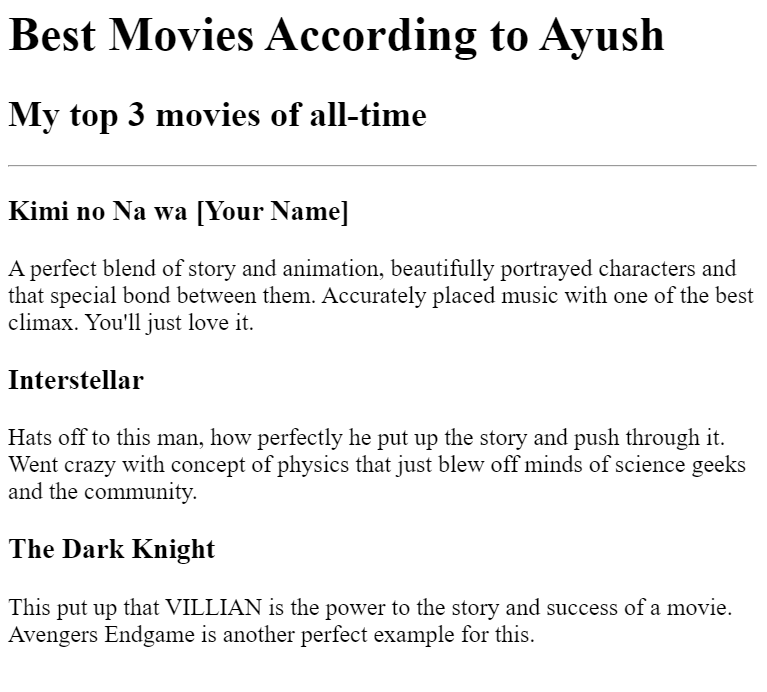 Best Movies According to Ayush
My top 3 movies of all-time
Kimi no Na wa [Your Name]
A perfect blend of story and animation, beautifully portrayed characters and
that special bond between them. Accurately placed music with one of the best
climax. You'll just love it.
Interstellar
Hats off to this man, how perfectly he put up the story and push through it.
Went crazy with concept of physics that just blew off minds of science geeks
and the community.
The Dark Knight
This put up that VILLIAN is the power to the story and success of a movie.
Avengers Endgame is another perfect example for this.